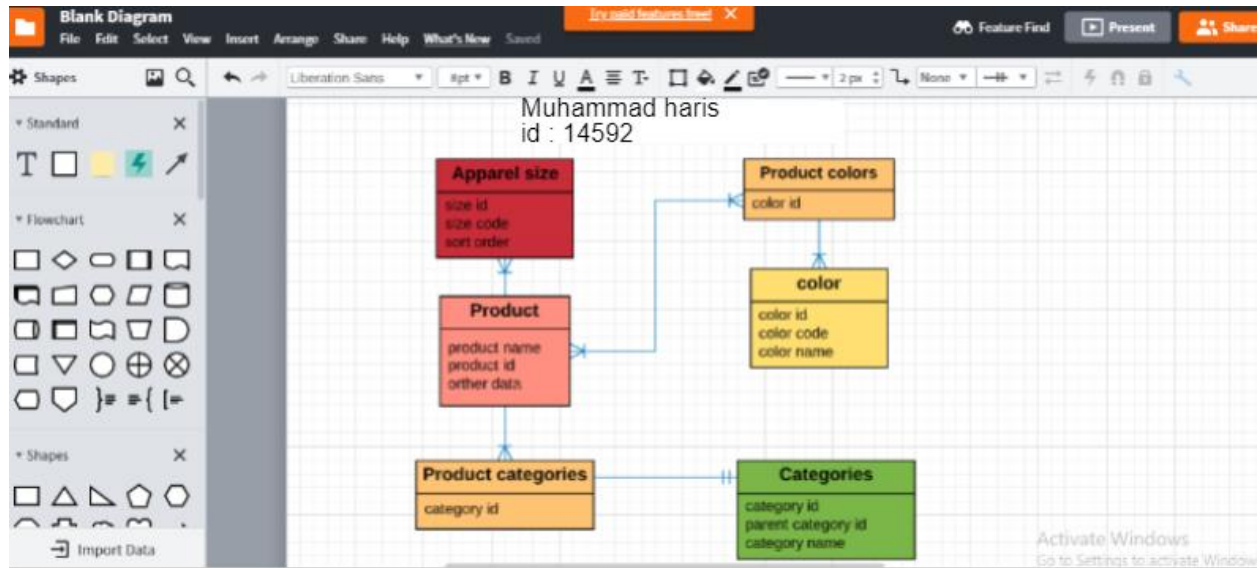 Blank Diagram
Try paid features free! ×
File Edit Select View Insert Arrange Share Help What's New Saved
Feature Find
Present
Share
Shapes
Liberation Sans
8pt
B I U A T
2 px
None
Muhammad haris
id : 14592
Standard
T
Flowchart
Shapes
Import Data
Apparel size
size id
size code
sort order
Product colors
color id
Product
product name
product id
orther data
color
color id
color code
color name
Product categories
category id
Categories
category id
parent category id
category name
Activate Windows
Go to Settings to activate Window